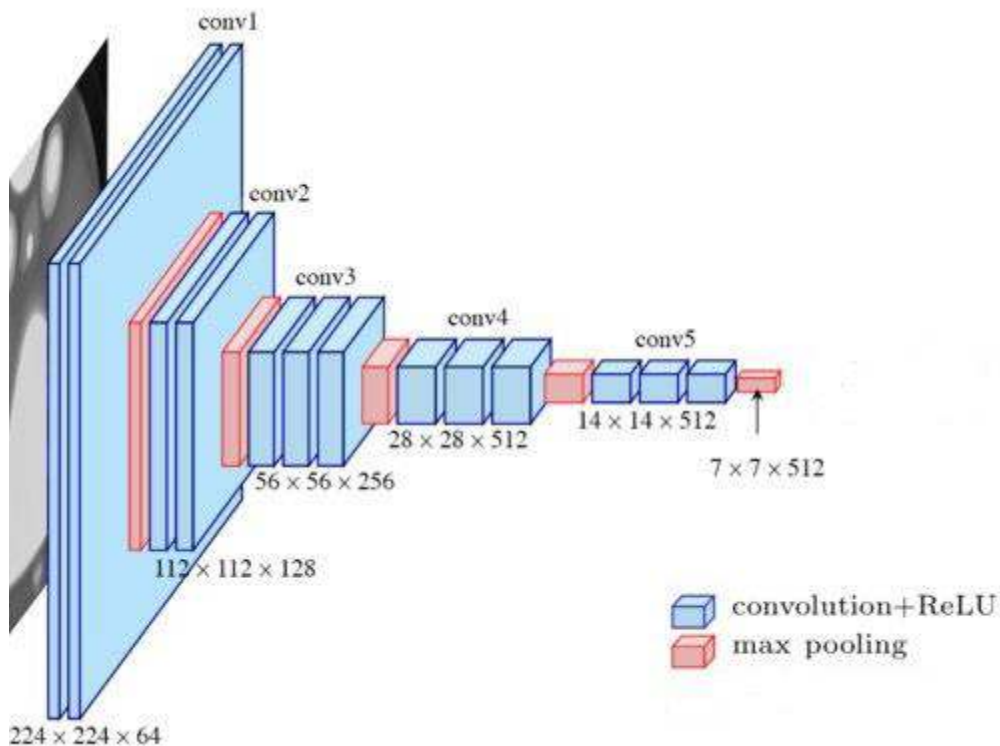 conv1
conv2
conv3
conv4
conv5
14 × 14 × 512
28 × 28 × 512
7 × 7 × 512
56 × 56 × 256
112 × 112 × 128
convolution+ReLU
max pooling
224 × 224 × 64